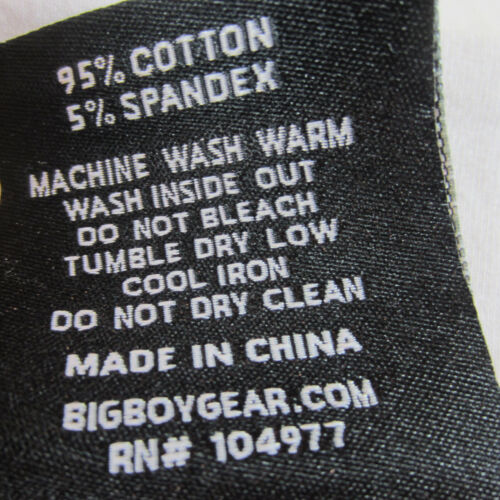 95% COTTON
5% SPANDEX
MACHINE WASH WARM
WASH INSIDE OUT
DO NOT BLEACH
TUMBLE DRY LOW
COOL IRON
DO NOT DRY CLEAN
MADE IN CHINA
BIGBOYGEAR.COM
RN# 104977